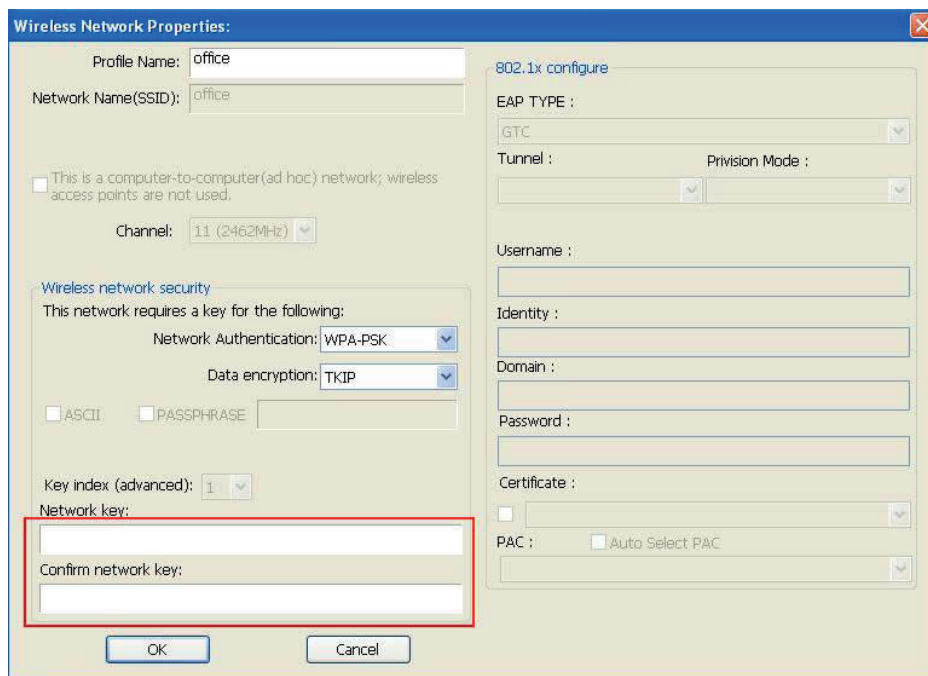 Wireless Network Properties:
Profile Name: office
Network Name(SSID): office
This is a computer-to-computer(ad hoc) network; wireless
access points are not used.
Channel: 11 (2462MHz)
Wireless network security
This network requires a key for the following:
Network Authentication: WPA-PSK
Data encryption: TKIP
ASCII PASSPHRASE
Key index (advanced): 1
Network key:
Confirm network key:
OK Cancel
802.1x configure
EAP TYPE :
GTC
Tunnel : Privision Mode :
Username :
Identity :
Domain :
Password :
Certificate :
PAC : Auto Select PAC